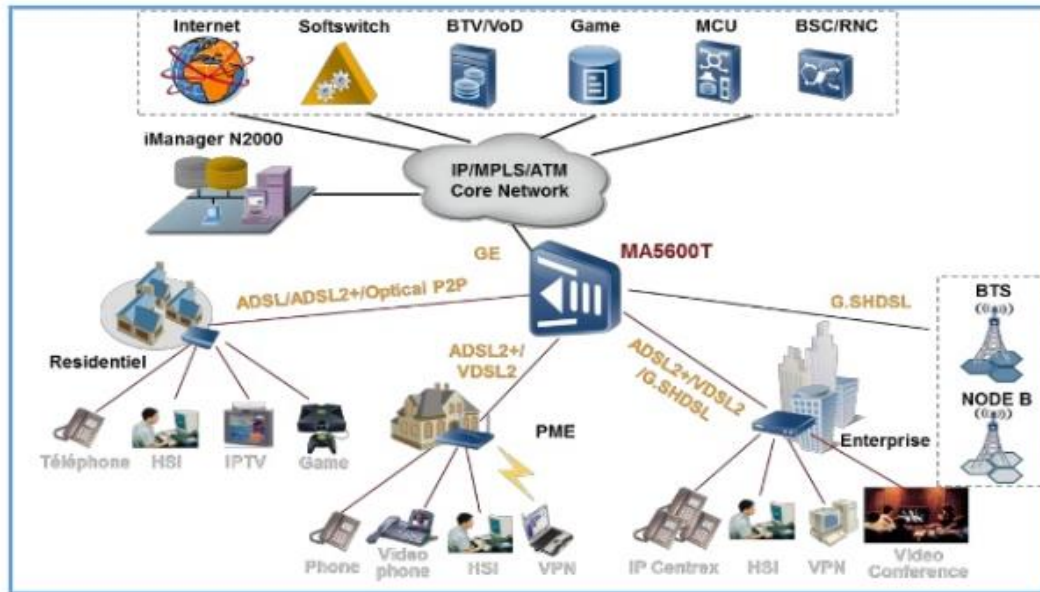 Internet
Softswitch
BTV/VoD
Game
MCU
BSC/RNC
iManager N2000
IP/MPLS/ATM
Core Network
GE
MA5600T
ADSL/ADSL2+/Optical P2P
G.SHDSL
BTS
Residentiel
ADSL2+/
VDSL2
ADSL2+/VDSL2
/G.SHDSL
NODE B
PME
Enterprise
Téléphone
HSI
IPTV
Game
Phone
Video
phone
HSI
VPN
IP Centrex
HSI
VPN
Video
Conference